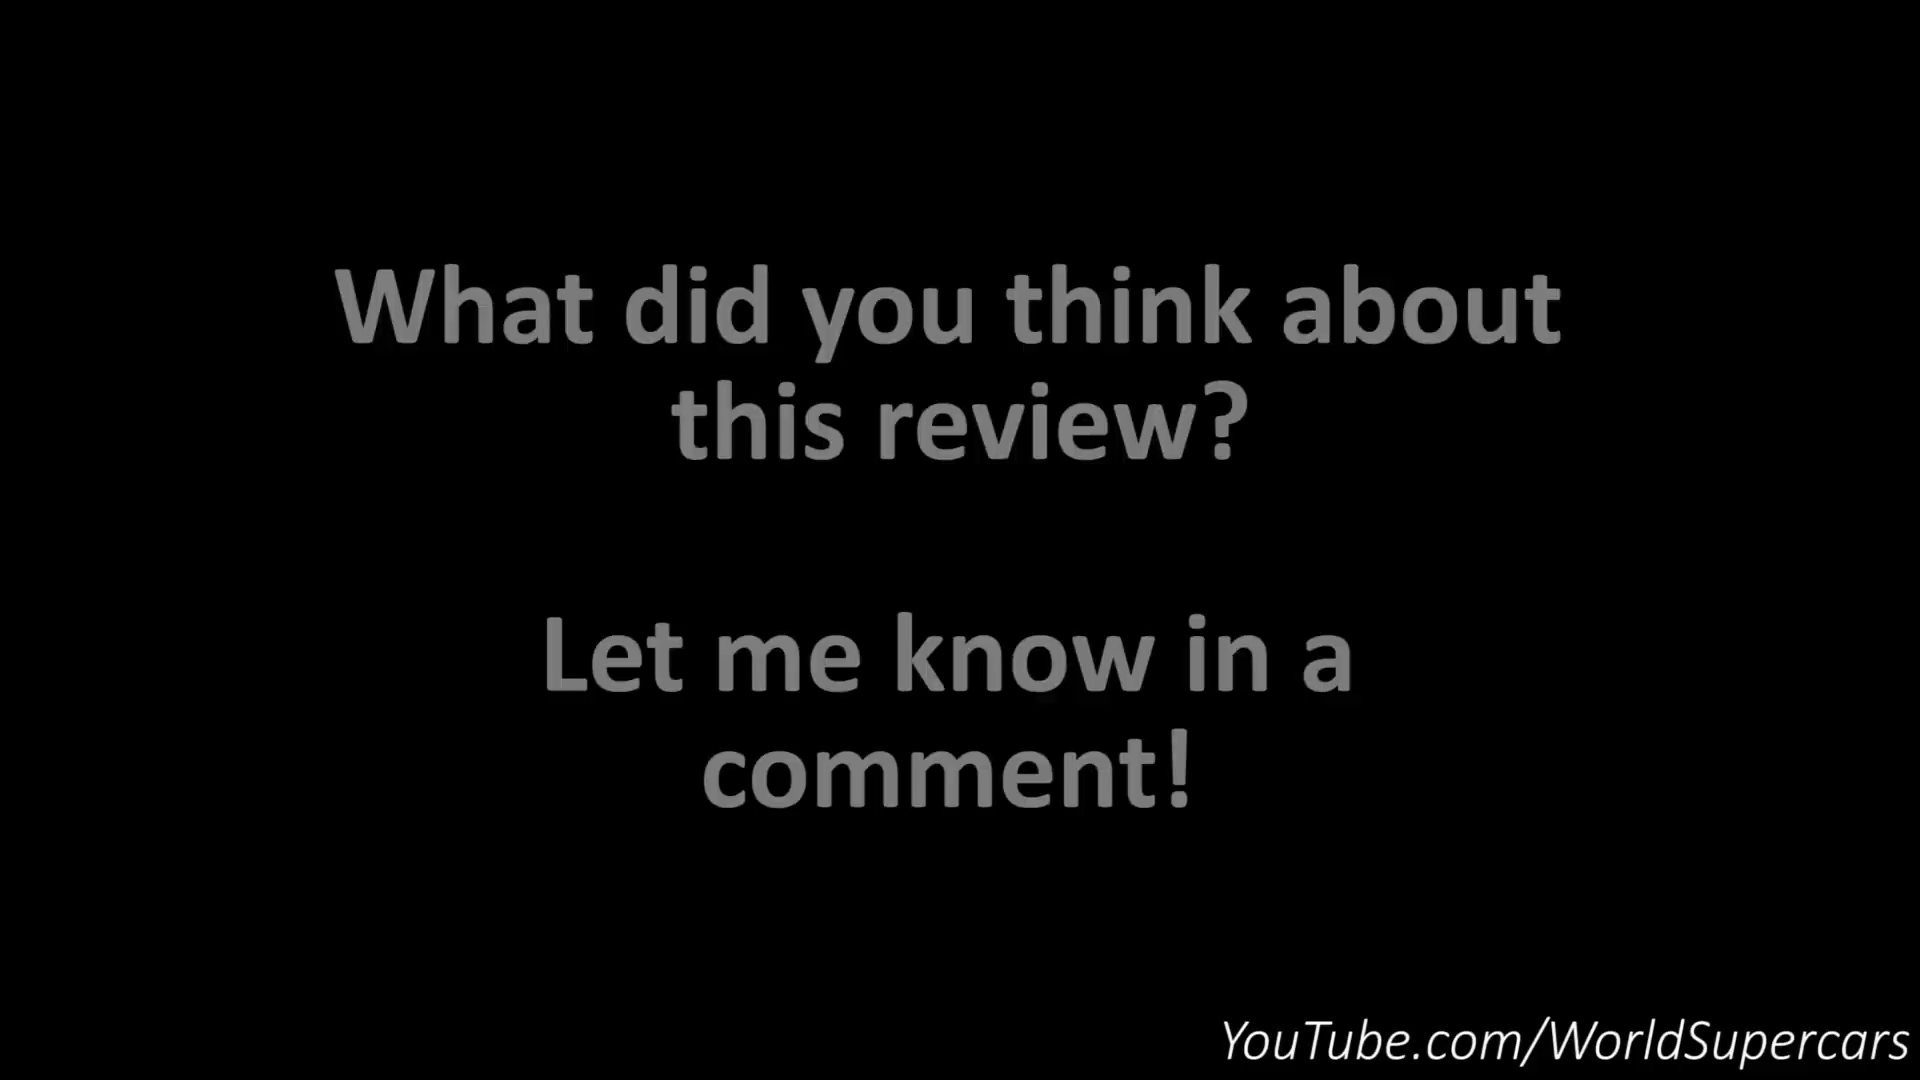 What did you think about
this review?
Let me know in a
comment!
YouTube.com/WorldSupercars